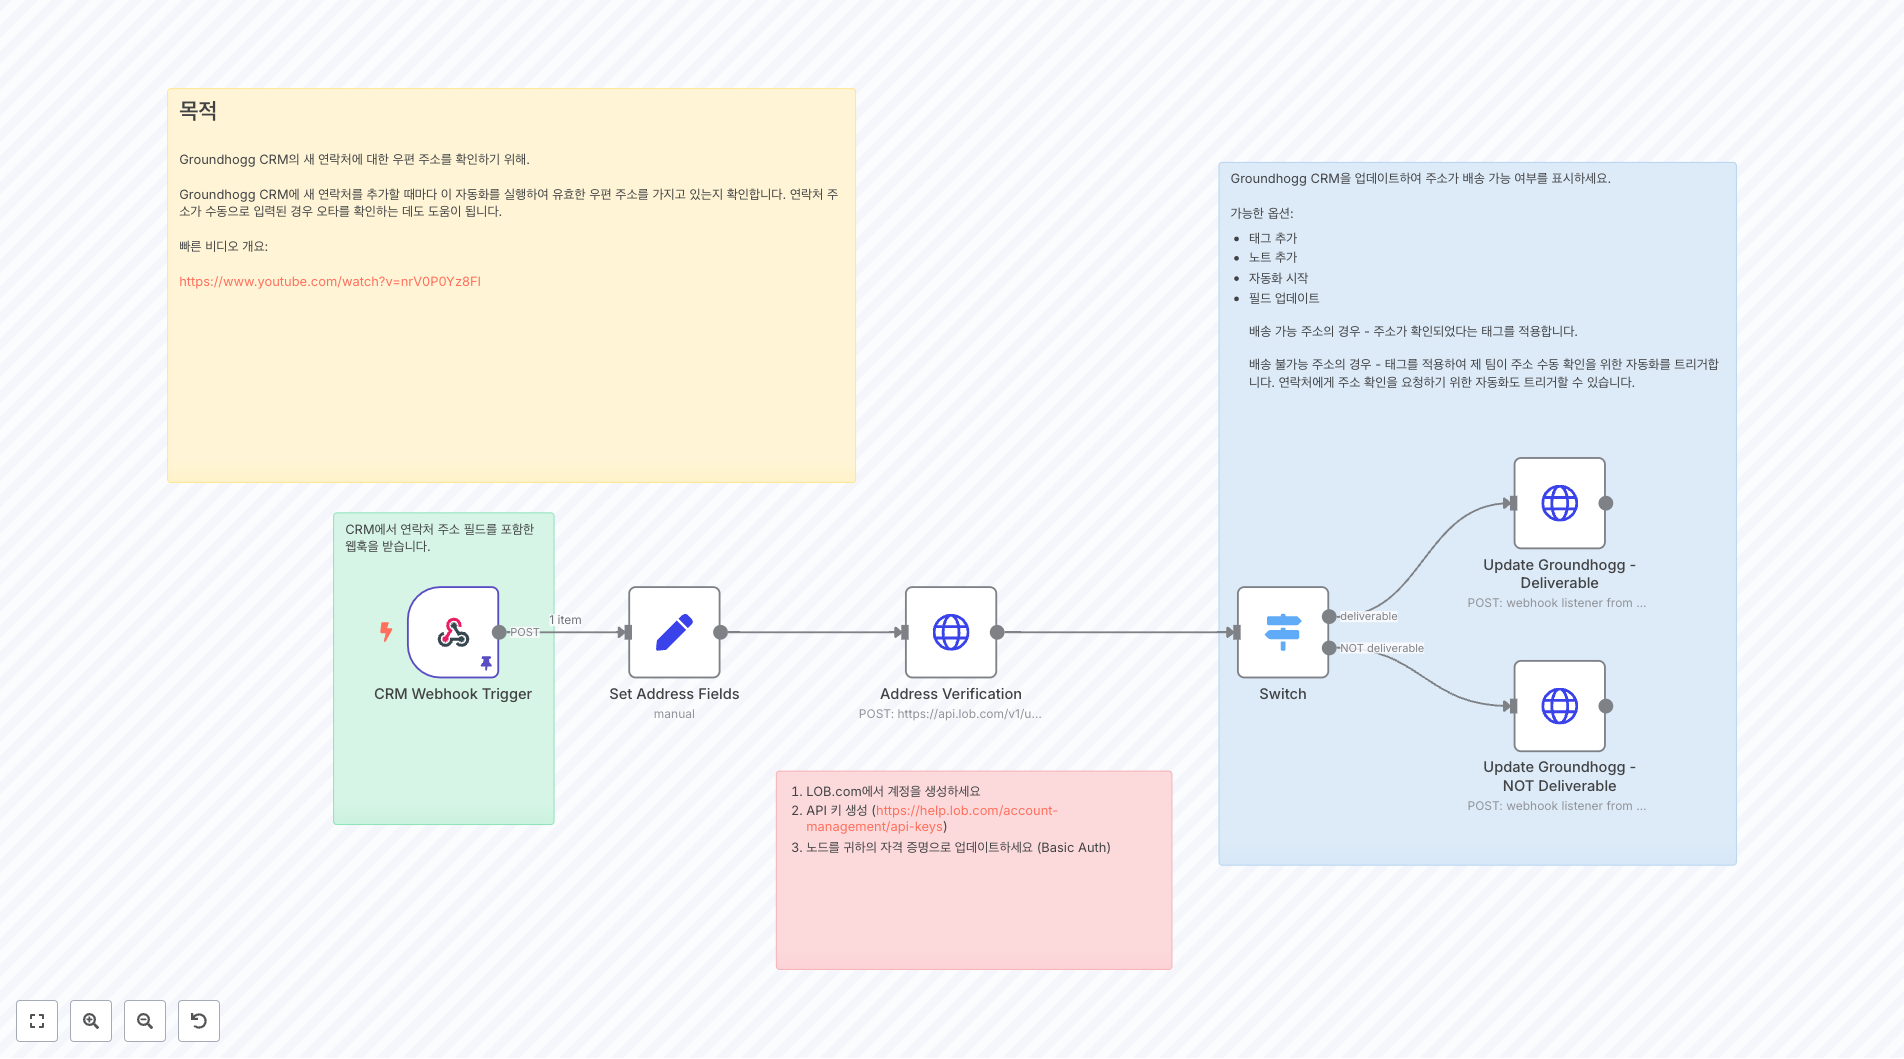 목적
Groundhogg CRM의 새 연락처에 대한 우편 주소를 확인하기 위해.
Groundhogg CRM에 새 연락처를 추가할 때마다 이 자동화를 실행하여 유효한 우편 주소를 가지고 있는지 확인합니다. 연락처 주
소가 수동으로 입력된 경우 오타를 확인하는 데도 도움이 됩니다.
빠른 비디오 개요:
https://www.youtube.com/watch?v=nrV0P0Yz8FI
Groundhogg CRM을 업데이트하여 주소가 배송 가능 여부를 표시하세요.
가능한 옵션:
• 태그 추가
• 노트 추가
• 자동화 시작
• 필드 업데이트
배송 가능 주소의 경우 - 주소가 확인되었다는 태그를 적용합니다.
배송 불가능 주소의 경우 - 태그를 적용하여 제 팀이 주소 수동 확인을 위한 자동화를 트리거합
니다. 연락처에게 주소 확인을 요청하기 위한 자동화도 트리거할 수 있습니다.
CRM에서 연락처 주소 필드를 포함한
웹훅을 받습니다.
POST
1 item
CRM Webhook Trigger
Set Address Fields
manual
Address Verification
POST: https://api.lob.com/v1/u...
deliverable
NOT deliverable
Switch
Update Groundhogg -
Deliverable
POST: webhook listener from ...
Update Groundhogg -
NOT Deliverable
POST: webhook listener from ...
1. LOB.com에서 계정을 생성하세요
2. API 키 생성 (https://help.lob.com/account-
management/api-keys)
3. 노드를 귀하의 자격 증명으로 업데이트하세요 (Basic Auth)